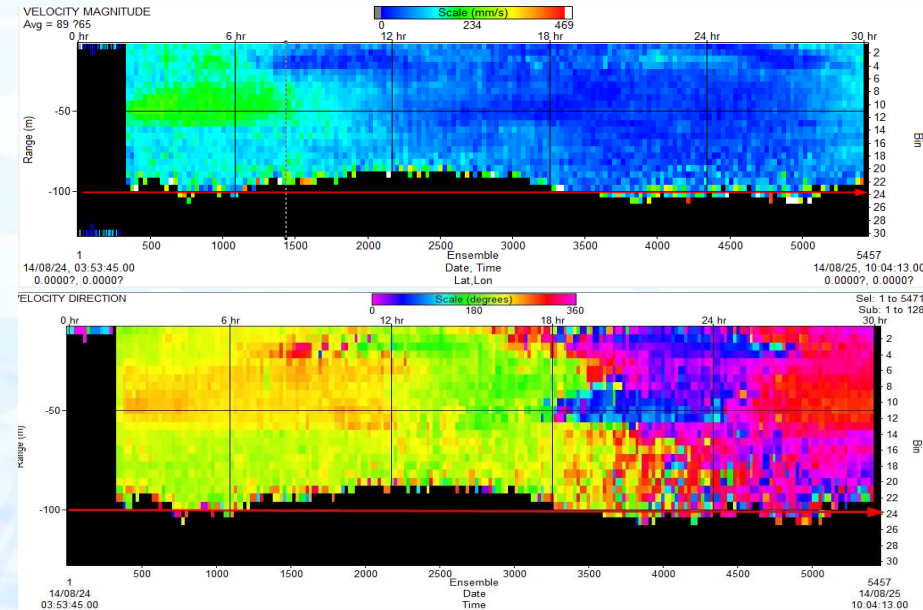 VELOCITY MAGNITUDE
Avg = 89 ?65
Scale (mm/s)
0 234 469
0 hr 6 hr 12 hr 18 hr 24 hr 30 hr
Range (m)
-50
-100
Bin
2
4
6
8
10
12
14
16
18
20
22
24
26
28
30
500 1000 1500 2000 2500 3000 3500 4000 4500 5000
1 Ensemble 5457
14/08/24, 03:53:45.00 Date, Time 14/08/25, 10:04:13.00
0.0000?, 0.0000? Lat,Lon 0.0000?, 0.0000?
VELOCITY DIRECTION
Scale (degrees)
0 180 360
Sel: 1 to 5471
Sub: 1 to 128
0 hr 6 hr 12 hr 18 hr 24 hr 30 hr
Range (m)
-50
-100
Bin
2
4
6
8
10
12
14
16
18
20
22
24
26
28
30
500 1000 1500 2000 2500 3000 3500 4000 4500 5000
1 Ensemble 5457
14/08/24 Date 14/08/25
03:53:45.00 Time 10:04:13.00